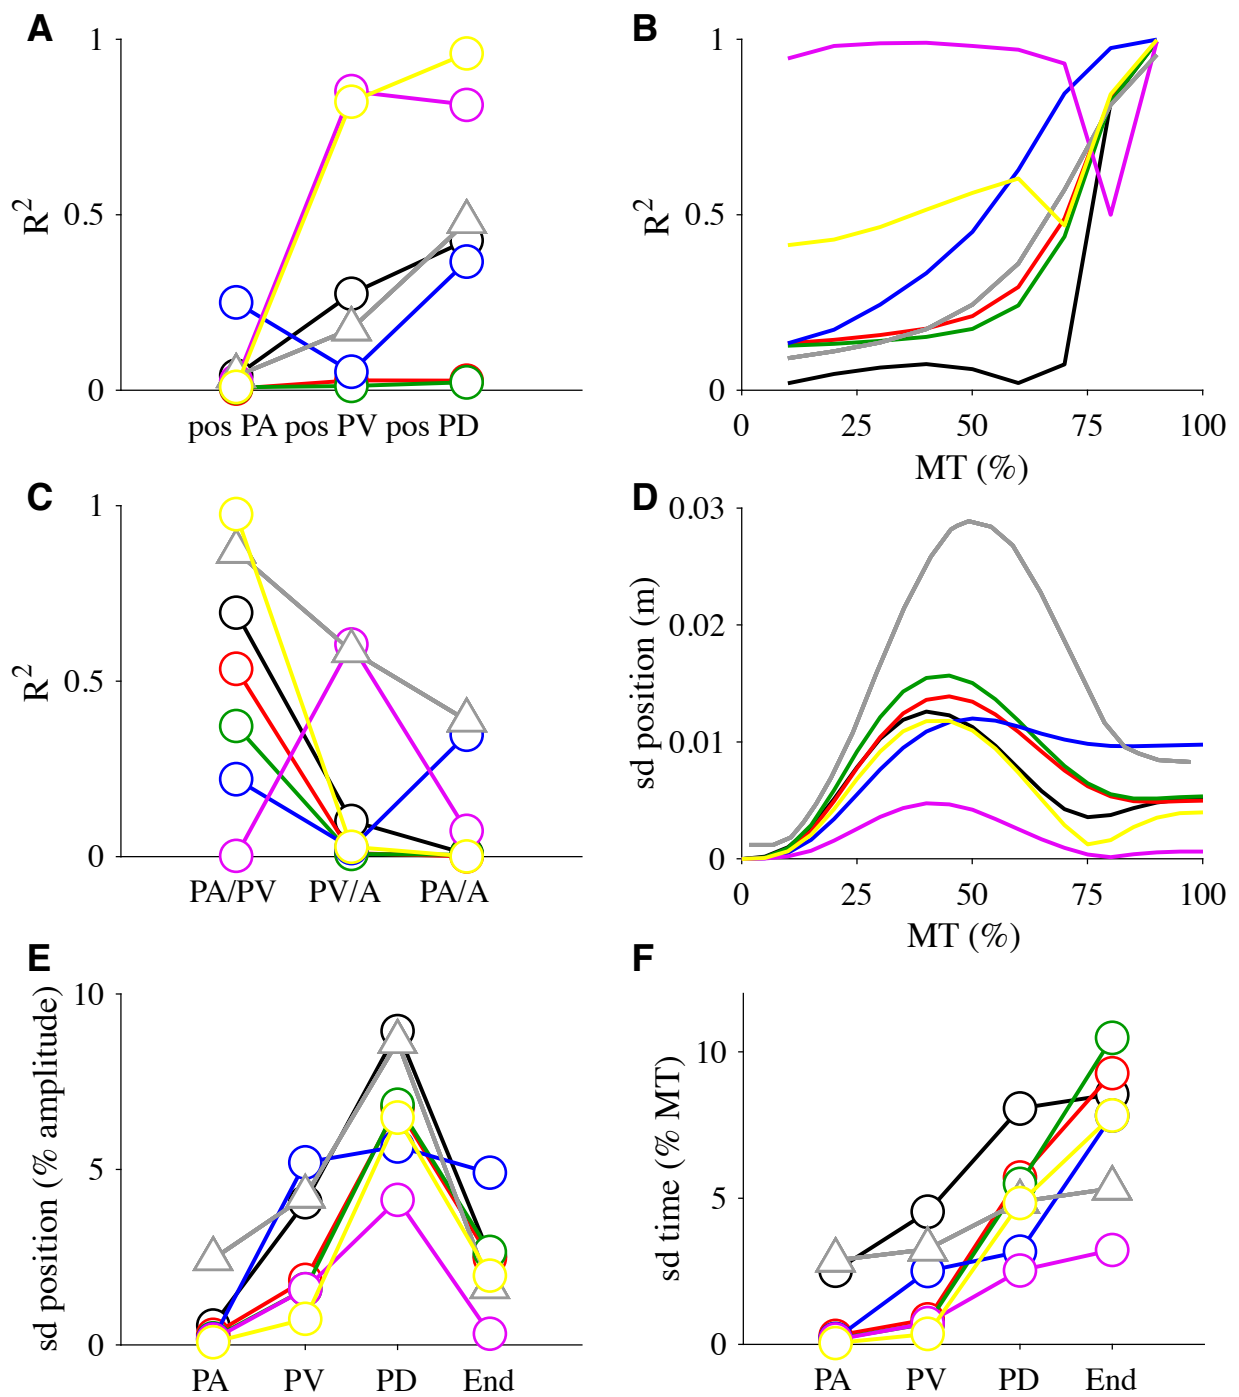 A
1
R2
0.5
0
pos PA pos PV pos PD
B
1
R2
0.5
0
0 25 50 75 100
MT (%)
C
1
R2
0.5
0
PA/PV PV/A PA/A
D
0.03
sd position (m)
0.02
0.01
0
0 25 50 75 100
MT (%)
E
10
sd position (% amplitude)
5
0
PA PV PD End
F
10
sd time (% MT)
5
0
PA PV PD End